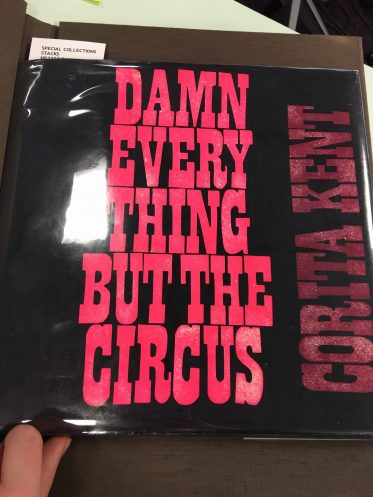 SPECIAL COLLECTIONS
STACKS
DAMN
EVERY
THING
BUT THE
CIRCUS
CORITA KENT